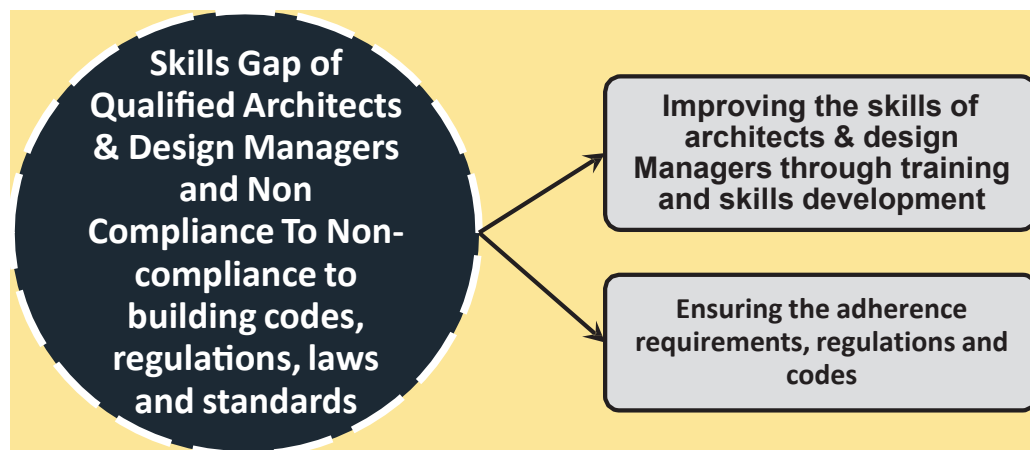 Skills Gap of
Qualified Architects
& Design Managers
and Non
Compliance To Non-
compliance to
building codes,
regulations, laws
and standards
Improving the skills of
architects & design
Managers through training
and skills development
Ensuring the adherence
requirements, regulations and
codes